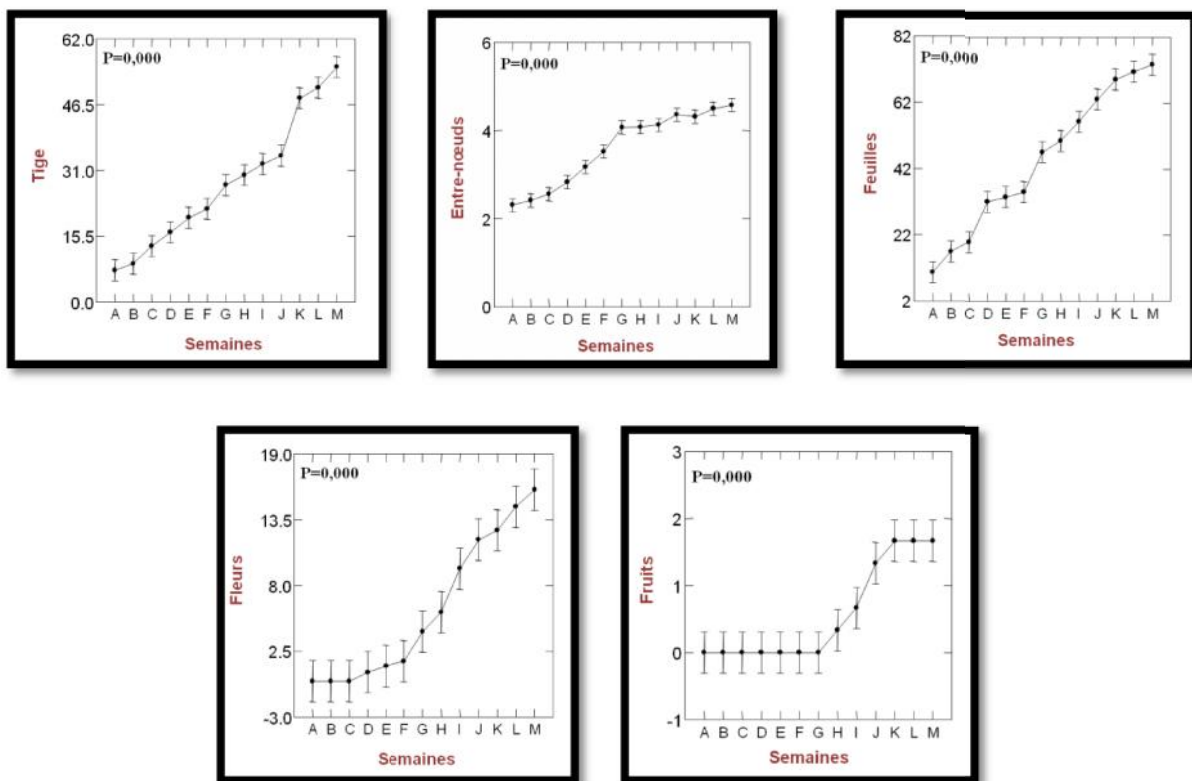 62.0
P=0,000
46.5
31.0
15.5
0.0
Tige
A B C D E F G H I J K L M
Semaines
6
P=0,000
4
2
0
Entre-nœuds
A B C D E F G H I J K L M
Semaines
82
P=0,000
62
42
22
2
Feuilles
A B C D E F G H I J K L M
Semaines
19.0
P=0,000
13.5
8.0
2.5
-3.0
Fleurs
A B C D E F G H I J K L M
Semaines
3
P=0,000
2
1
0
-1
Fruits
A B C D E F G H I J K L M
Semaines